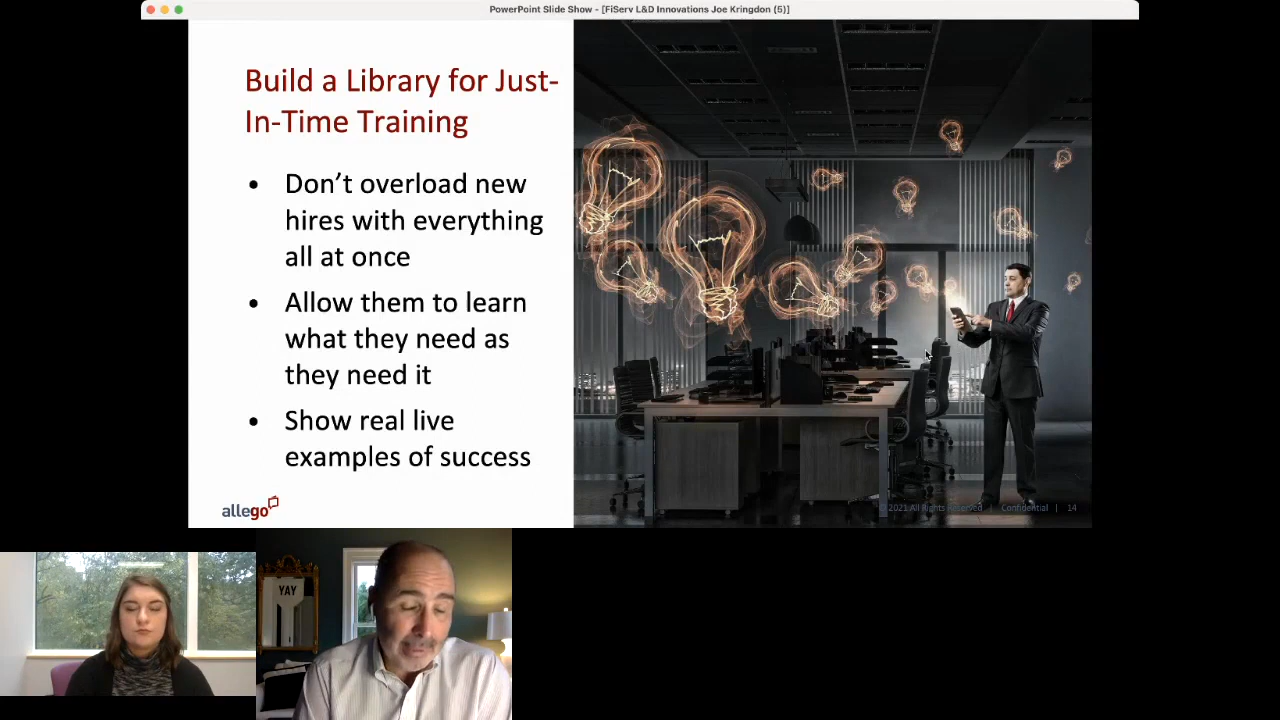 PowerPoint Slide Show - [FiServ L&D Innovations Joe Kringdon (5)]
Build a Library for Just-
In-Time Training
• Don't overload new
hires with everything
all at once
• Allow them to learn
what they need as
they need it
• Show real live
examples of success
allego
© 2021 All Rights Reserved | Confidential | 14
YAY